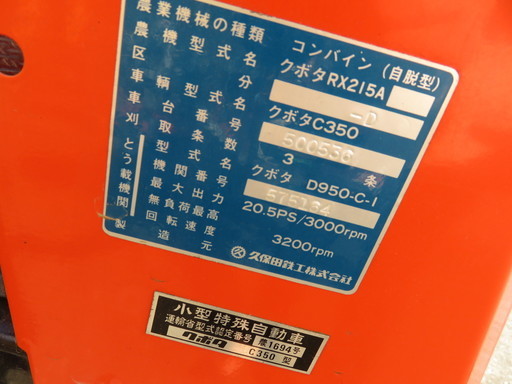 農業機械の種類 コンバイン(自脱型)
農機型式名 クボタRX215A
区分 -D
車輌型式名 クボタC350
車台番号 500530
刈取条数 3 条
とう載機関 型式名 クボタ D950-C-1
機関番号 575134
最大出力 20.5PS/3000rpm
無負荷最高回転速度 3200rpm
製造元 久保田鉄工株式会社
小型特殊自動車
運輸省型式認定番号 農1694号
クボタ C350型